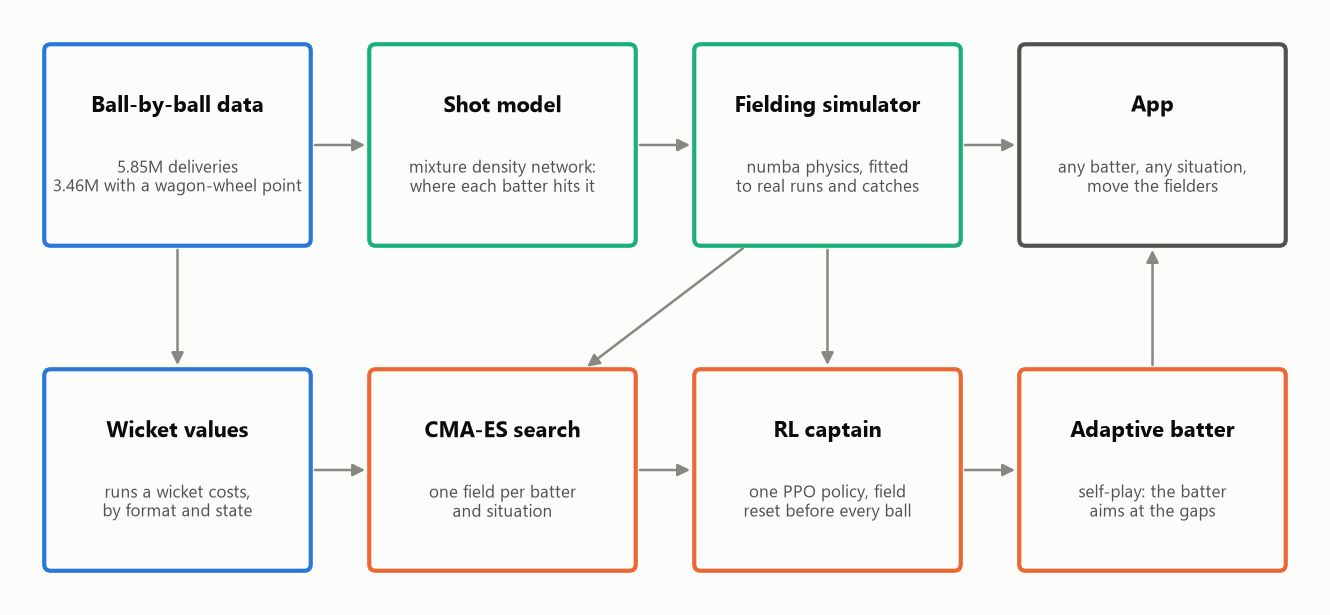 Ball-by-ball data
5.85M deliveries
3.46M with a wagon-wheel point
Shot model
mixture density network:
where each batter hits it
Fielding simulator
numba physics, fitted
to real runs and catches
App
any batter, any situation,
move the fielders
Wicket values
runs a wicket costs,
by format and state
CMA-ES search
one field per batter
and situation
RL captain
one PPO policy, field
reset before every ball
Adaptive batter
self-play: the batter
aims at the gaps